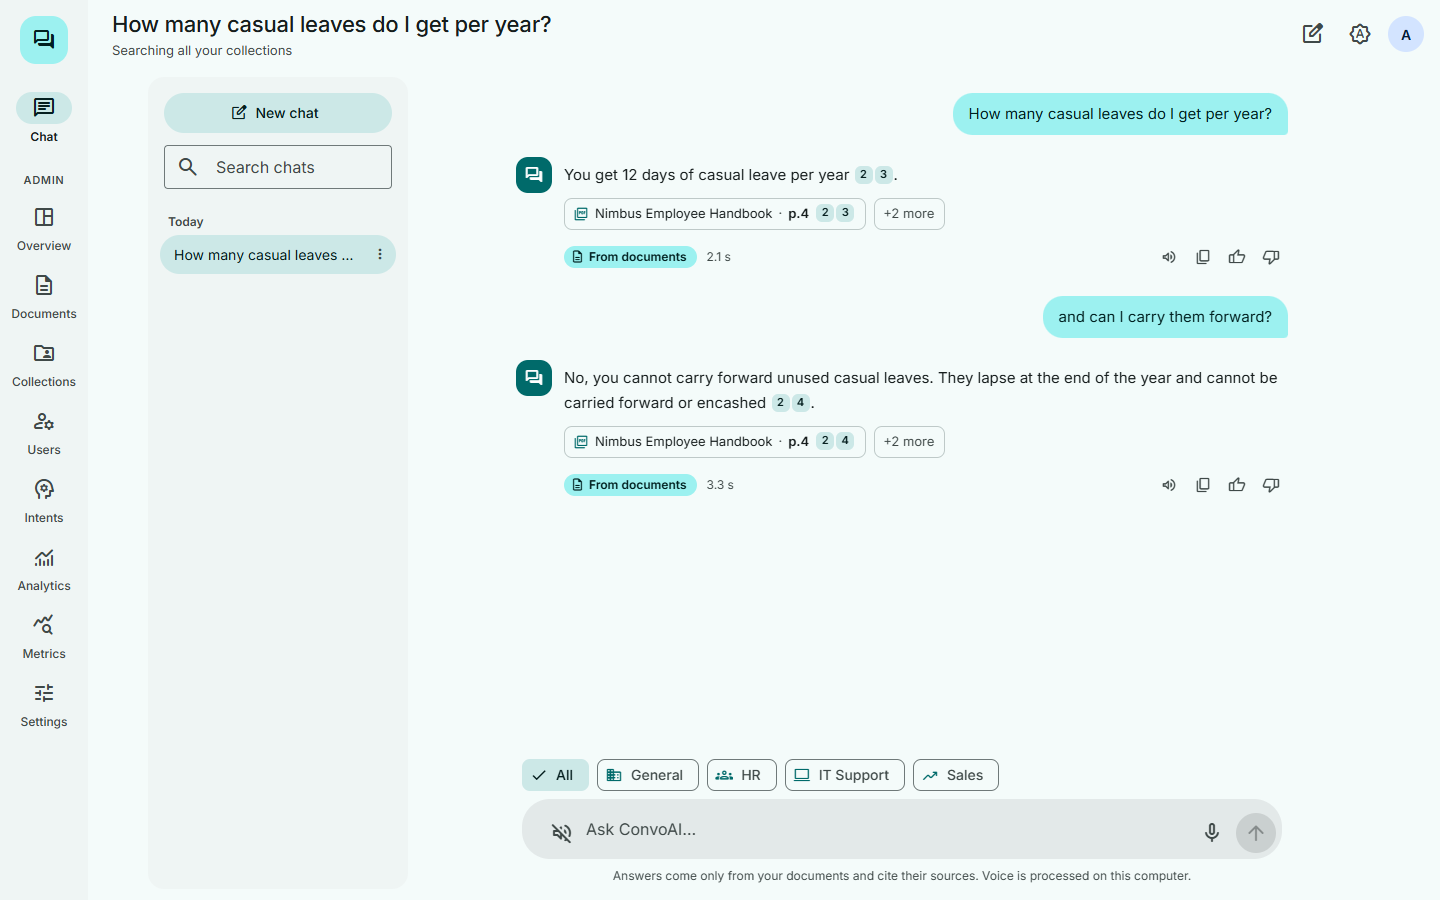 How many casual leaves do I get per year?
Searching all your collections
A
Chat
ADMIN
Overview
Documents
Collections
Users
Intents
Analytics
Metrics
Settings
New chat
Search chats
Today
How many casual leaves ...
How many casual leaves do I get per year?
You get 12 days of casual leave per year 2 3.
Nimbus Employee Handbook · p.4 2 3 +2 more
From documents 2.1 s
and can I carry them forward?
No, you cannot carry forward unused casual leaves. They lapse at the end of the year and cannot be
carried forward or encashed 2 4.
Nimbus Employee Handbook · p.4 2 4 +2 more
From documents 3.3 s
All General HR IT Support Sales
Ask ConvoAI...
Answers come only from your documents and cite their sources. Voice is processed on this computer.